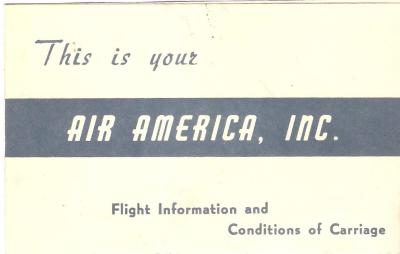 This is your
AIR AMERICA, INC.
Flight Information and
Conditions of Carriage